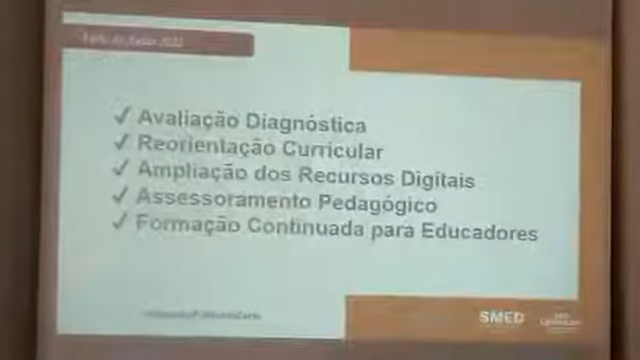 ✓ Avaliação Diagnóstica
✓ Reorientação Curricular
✓ Ampliação dos Recursos Digitais
✓ Assessoramento Pedagógico
✓ Formação Continuada para Educadores
SMED